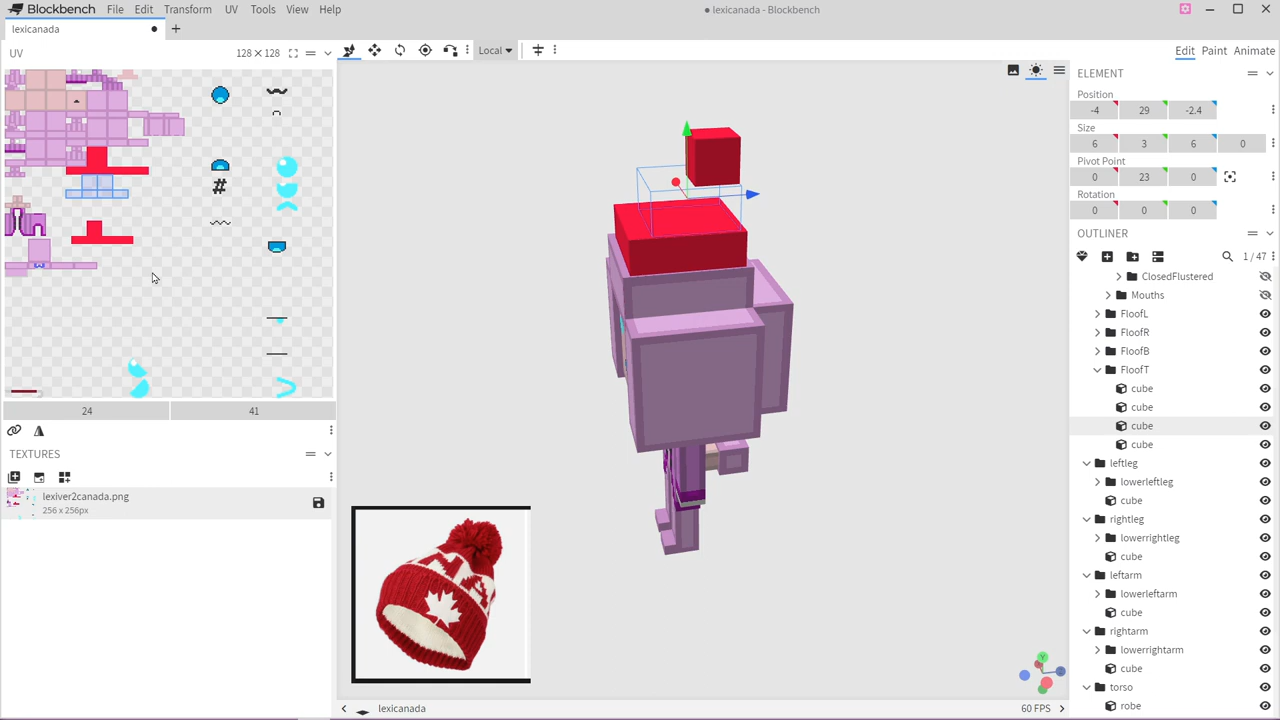 Blockbench File Edit Transform UV Tools View Help
lexicanada - Blockbench
lexicanada
UV 128 × 128
Local
Edit Paint Animate
ELEMENT
Position
-4 29 -2.4
Size
6 3 6 0
Pivot Point
0 23 0
Rotation
0 0 0
OUTLINER
1 / 47
ClosedFlustered
Mouths
FloofL
FloofR
FloofB
FloofT
cube
cube
cube
cube
leftleg
lowerleftleg
cube
rightleg
lowerrightleg
cube
leftarm
lowerleftarm
cube
rightarm
lowerrightarm
cube
torso
robe
#
24 41
TEXTURES
lexiver2canada.png
256 x 256px
lexicanada
60 FPS